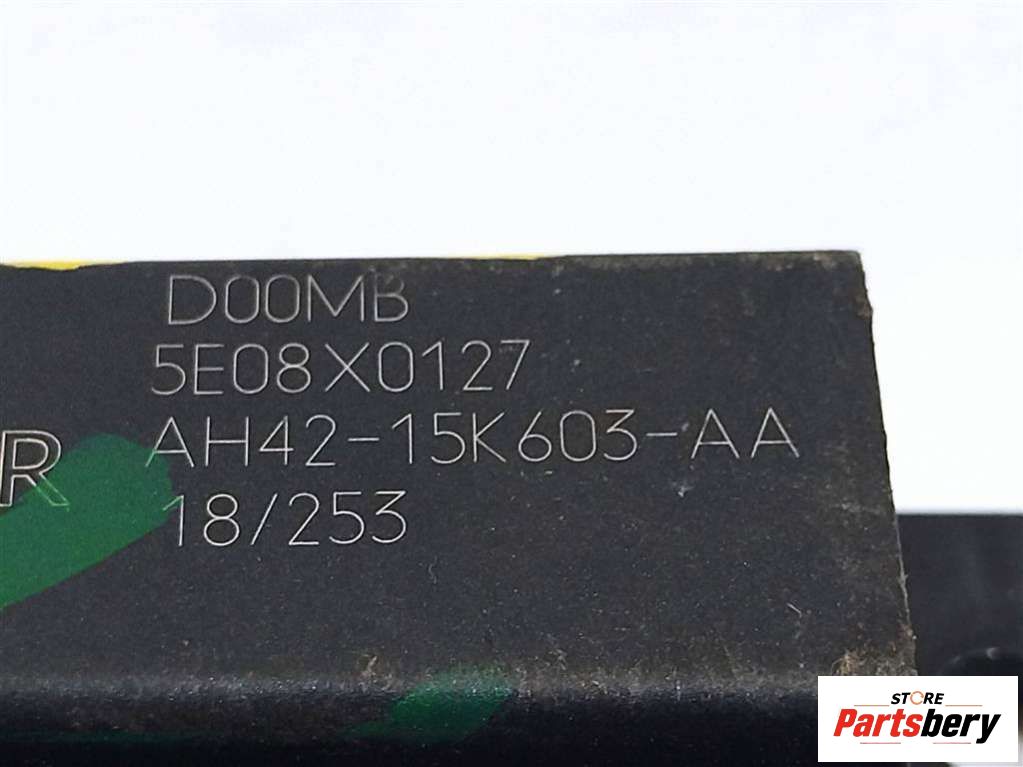 D00MB
5E08X0127
AH42-15K603-AA
R
18/253
STORE
Partsbery